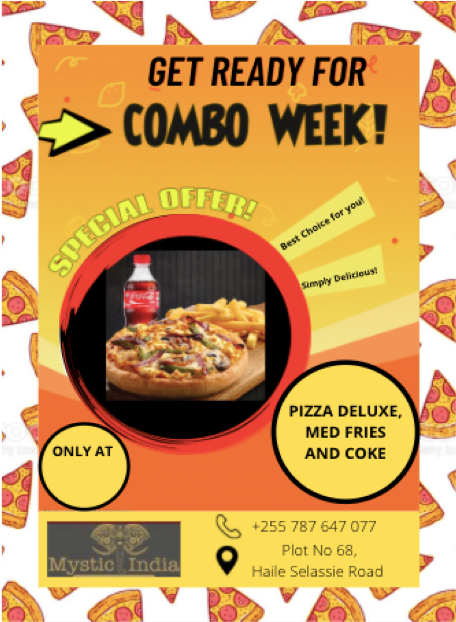 GET READY FOR
COMBO WEEK!
SPECIAL OFFER!
Best Choice for you!
Simply Delicious!
PIZZA DELUXE,
MED FRIES
AND COKE
ONLY AT
Mystic India
+255 787 647 077
Plot No 68,
Haile Selassie Road